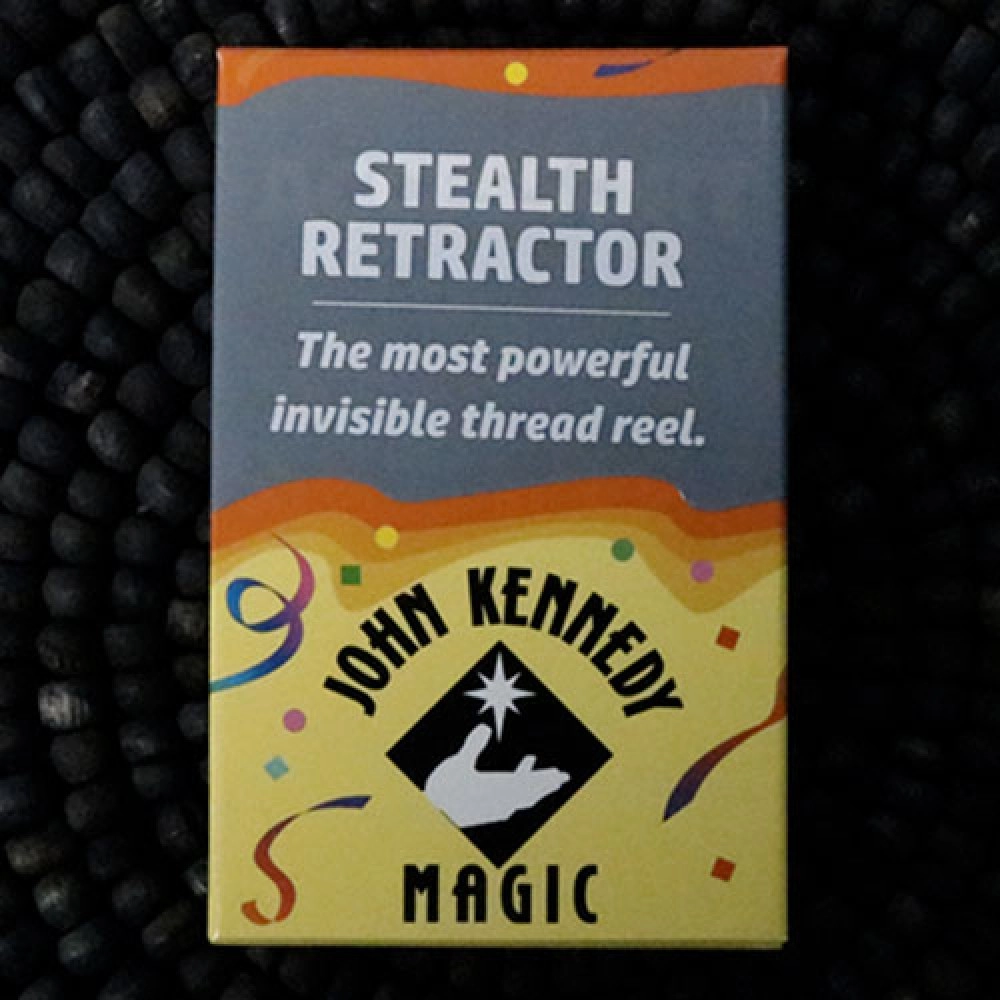 STEALTH
RETRACTOR
The most powerful
invisible thread reel.
JOHN KENNEDY
MAGIC